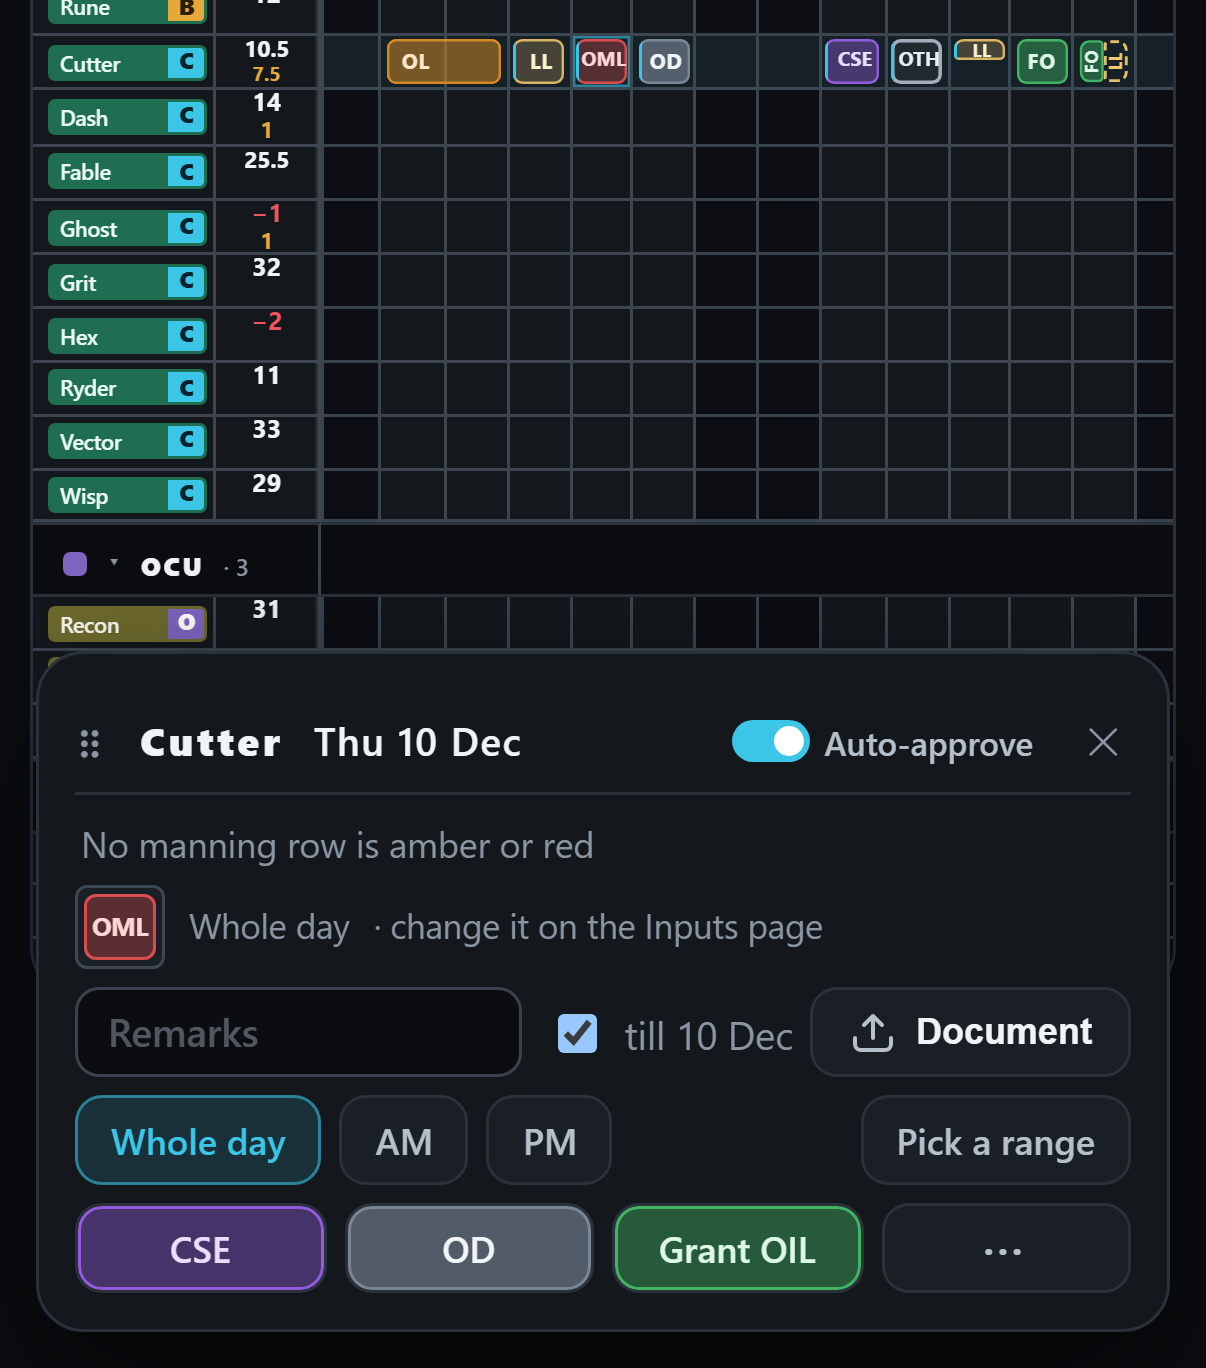 Rune B 12
Cutter C 10.5 OL LL OML OD CSE OTH LL FO FO LL
7.5
Dash C 14
1
Fable C 25.5
Ghost C −1
1
Grit C 32
Hex C −2
Ryder C 11
Vector C 33
Wisp C 29
OCU · 3
Recon O 31
Cutter Thu 10 Dec Auto-approve
No manning row is amber or red
OML Whole day · change it on the Inputs page
Remarks till 10 Dec Document
Whole day AM PM Pick a range
CSE OD Grant OIL ...